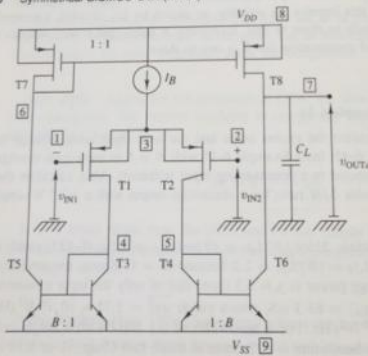 V_DD 8
1 : 1
T7
T8
I_B
6
7
1
3
2
−
+
C_L
T1
T2
v_IN1
v_IN2
4
5
T5
T3
T4
T6
B : 1
1 : B
V_SS 9